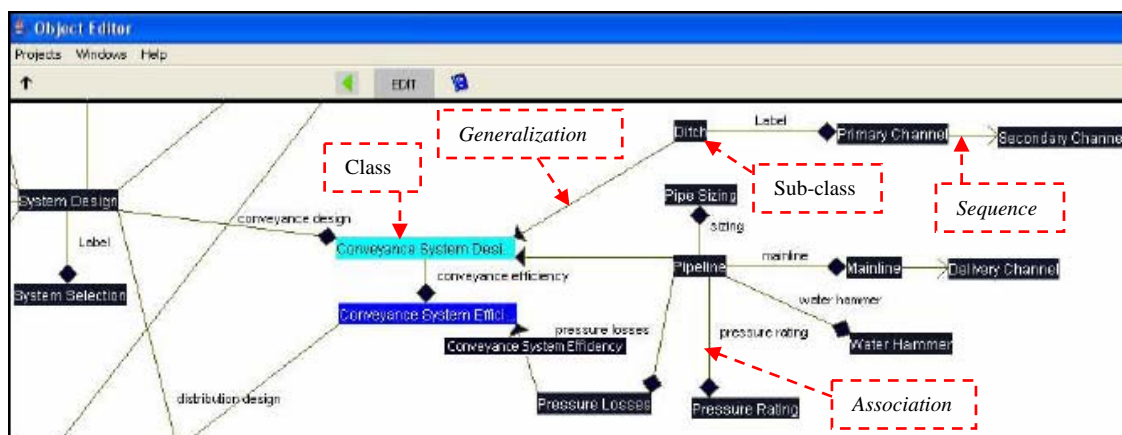 Object Editor
Projects Windows Help
EDIT
Generalization
Ditch
Label
Primary Channel
Secondary Channel
Class
Sub-class
Sequence
System Design
Pipe Sizing
conveyance design
sizing
Label
Conveyance System Desi...
mainline
conveyance efficiency
Pipeline
Mainline
Delivery Channel
System Selection
water hammer
Conveyance System Effici...
pressure losses
pressure rating
Conveyance System Efficiency
Water Hammer
distribution design
Pressure Losses
Pressure Rating
Association